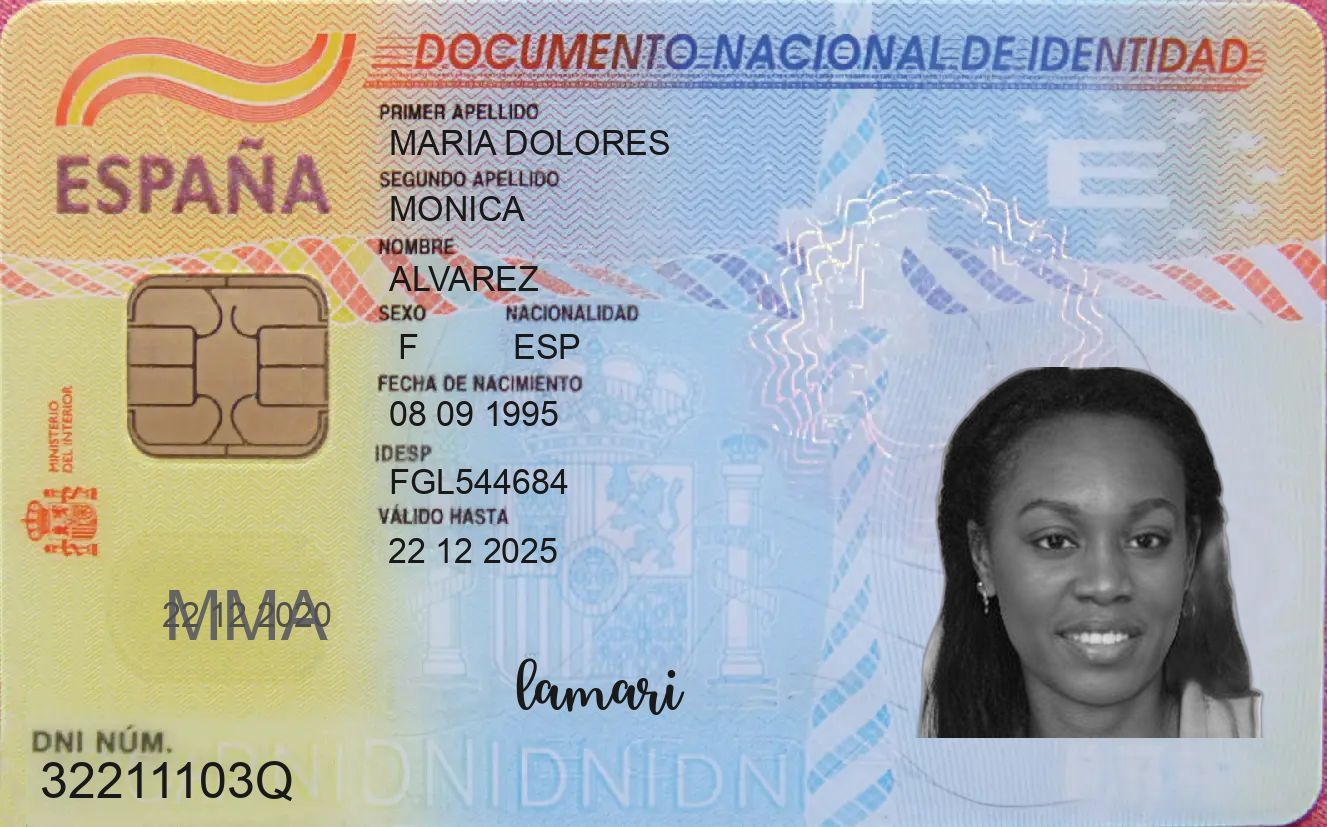 DOCUMENTO NACIONAL DE IDENTIDAD
ESPAÑA
PRIMER APELLIDO
MARIA DOLORES
SEGUNDO APELLIDO
MONICA
NOMBRE
ALVAREZ
SEXO NACIONALIDAD
F ESP
FECHA DE NACIMIENTO
08 09 1995
IDESP
FGL544684
VÁLIDO HASTA
22 12 2025
MINISTERIO
DEL INTERIOR
E
22 12 2020
MMA
lamari
DNI NÚM.
32211103Q
DNIDNIDNIDNI